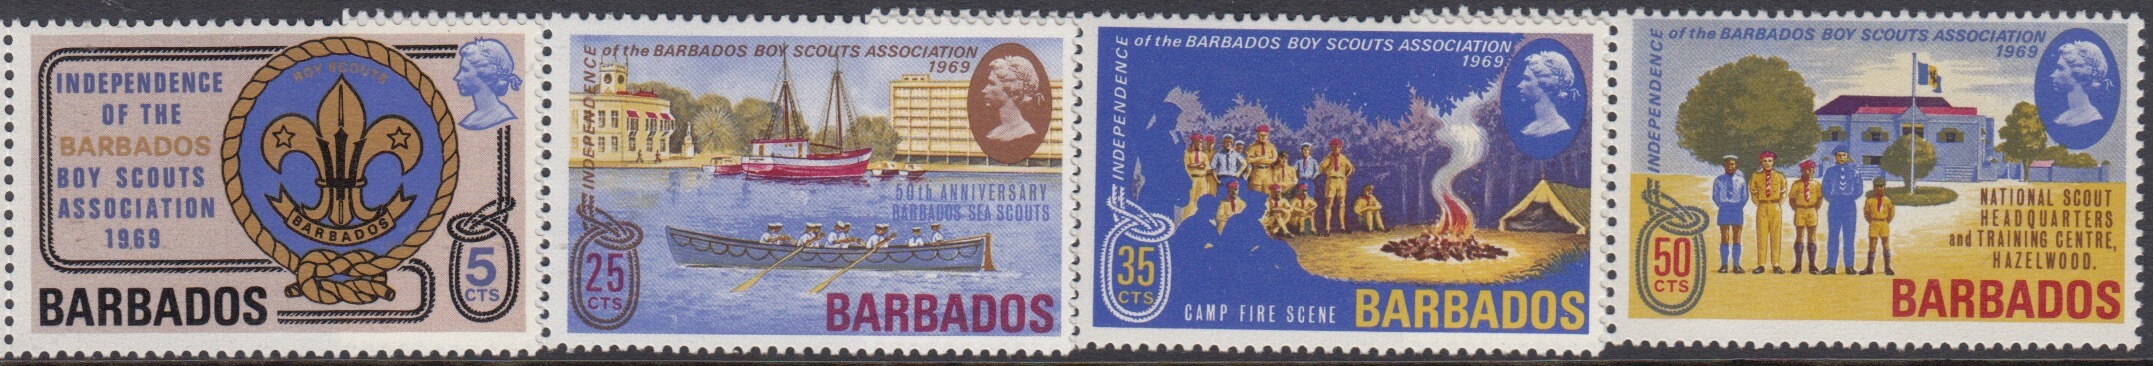 INDEPENDENCE
OF THE
BARBADOS
BOY SCOUTS
ASSOCIATION
1969
BOY SCOUTS
BARBADOS
5
CTS
BARBADOS
INDEPENDENCE of the BARBADOS BOY SCOUTS ASSOCIATION
1969
50th ANNIVERSARY
BARBADOS SEA SCOUTS
25
CTS
BARBADOS
INDEPENDENCE of the BARBADOS BOY SCOUTS ASSOCIATION
1969
35
CTS
CAMP FIRE SCENE
BARBADOS
INDEPENDENCE of the BARBADOS BOY SCOUTS ASSOCIATION
1969
NATIONAL SCOUT
HEADQUARTERS
and TRAINING CENTRE,
HAZELWOOD.
50
CTS
BARBADOS